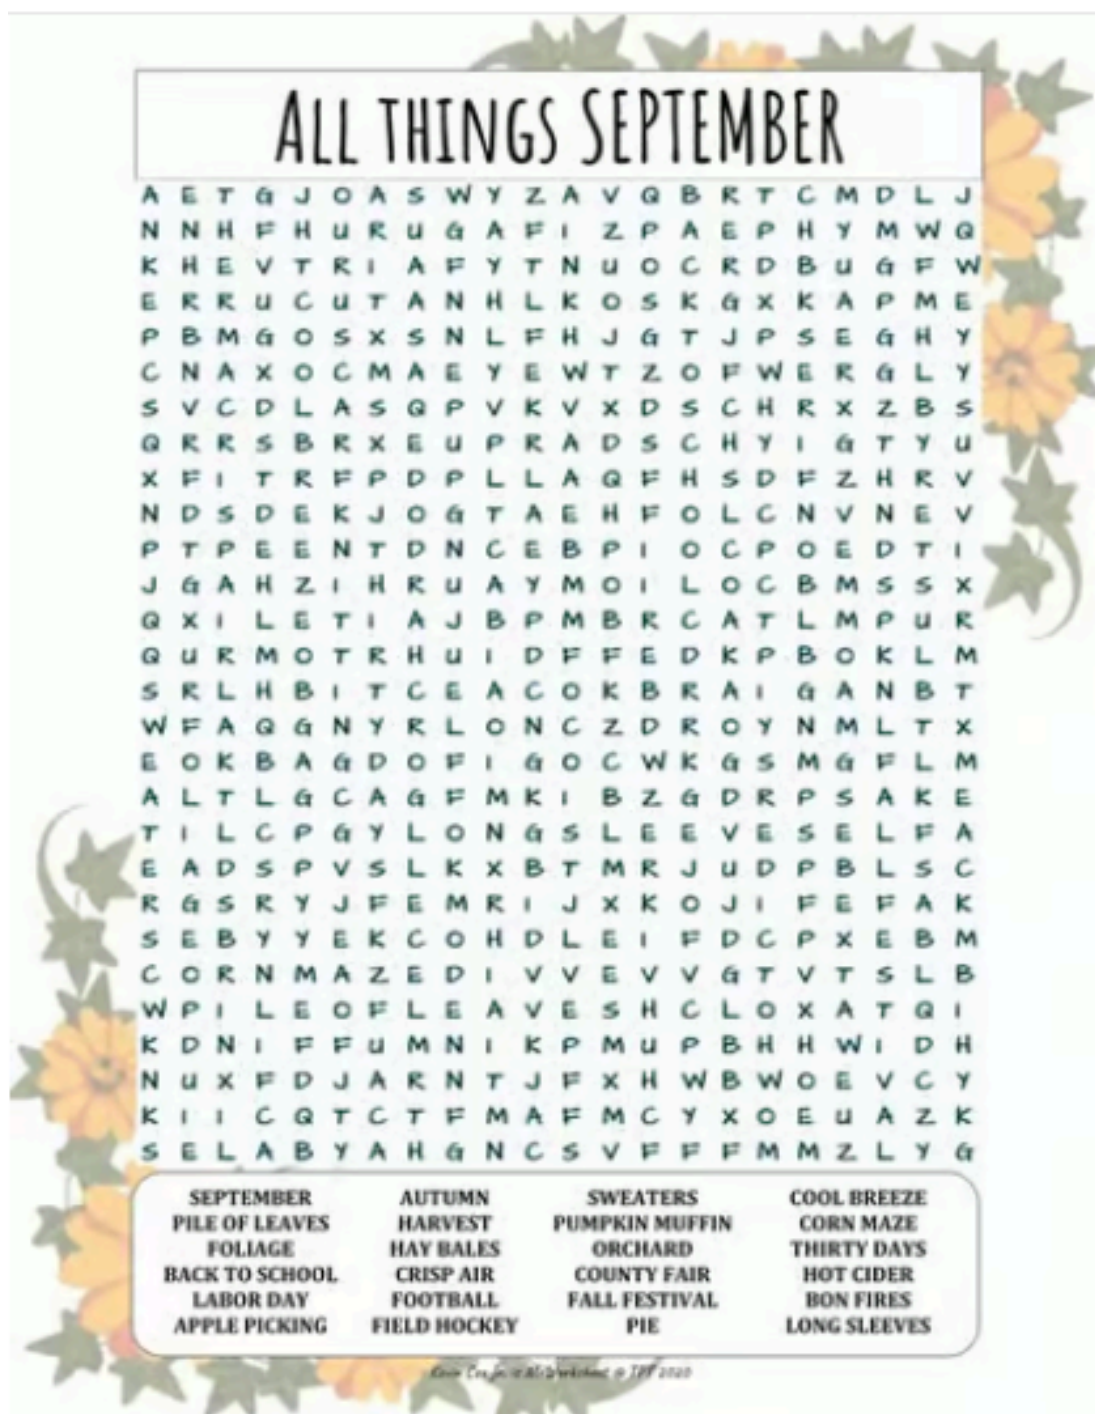 ALL THINGS SEPTEMBER
A E T G J O A S W Y Z A V Q B R T C M D L J
N N H F H U R U G A F I Z P A E P H Y M W Q
K H E V T R I A F Y T N U O C R D B U G F W
E R R U C U T A N H L K O S K G X K A P M E
P B M G O S X S N L F H J G T J P S E G H Y
C N A X O C M A E Y E W T Z O F W E R G L Y
S V C D L A S Q P V K V X D S C H R X Z B S
Q R R S B R X E U P R A D S C H Y I G T Y U
X F I T R F P D P L L A Q F H S D F Z H R V
N D S D E K J O G T A E H F O L C N V N E V
P T P E E N T D N C E B P I O C P O E D T I
J G A H Z I H R U A Y M O I L O C B M S S X
Q X I L E T I A J B P M B R C A T L M P U R
Q U R M O T R H U I D F F E D K P B O K L M
S R L H B I T C E A C O K B R A I G A N B T
W F A Q G N Y R L O N C Z D R O Y N M L T X
E O K B A G D O F I G O C W K G S M G F L M
A L T L G C A G F M K I B Z G D R P S A K E
T I L C P G Y L O N G S L E E V E S E L F A
E A D S P V S L K X B T M R J U D P B L S C
R G S R Y J F E M R I J X K O J I F E F A K
S E B Y Y E K C O H D L E I F D C P X E B M
C O R N M A Z E D I V V E V V G T V T S L B
W P I L E O F L E A V E S H C L O X A T Q I
K D N I F F U M N I K P M U P B H H W I D H
N U X F D J A R N T J F X H W B W O E V C Y
K I I C Q T C T F M A F M C Y X O E U A Z K
S E L A B Y A H G N C S V F F F M M Z L Y G
SEPTEMBER AUTUMN SWEATERS COOL BREEZE
PILE OF LEAVES HARVEST PUMPKIN MUFFIN CORN MAZE
FOLIAGE HAY BALES ORCHARD THIRTY DAYS
BACK TO SCHOOL CRISP AIR COUNTY FAIR HOT CIDER
LABOR DAY FOOTBALL FALL FESTIVAL BON FIRES
APPLE PICKING FIELD HOCKEY PIE LONG SLEEVES
@ TPT 2020